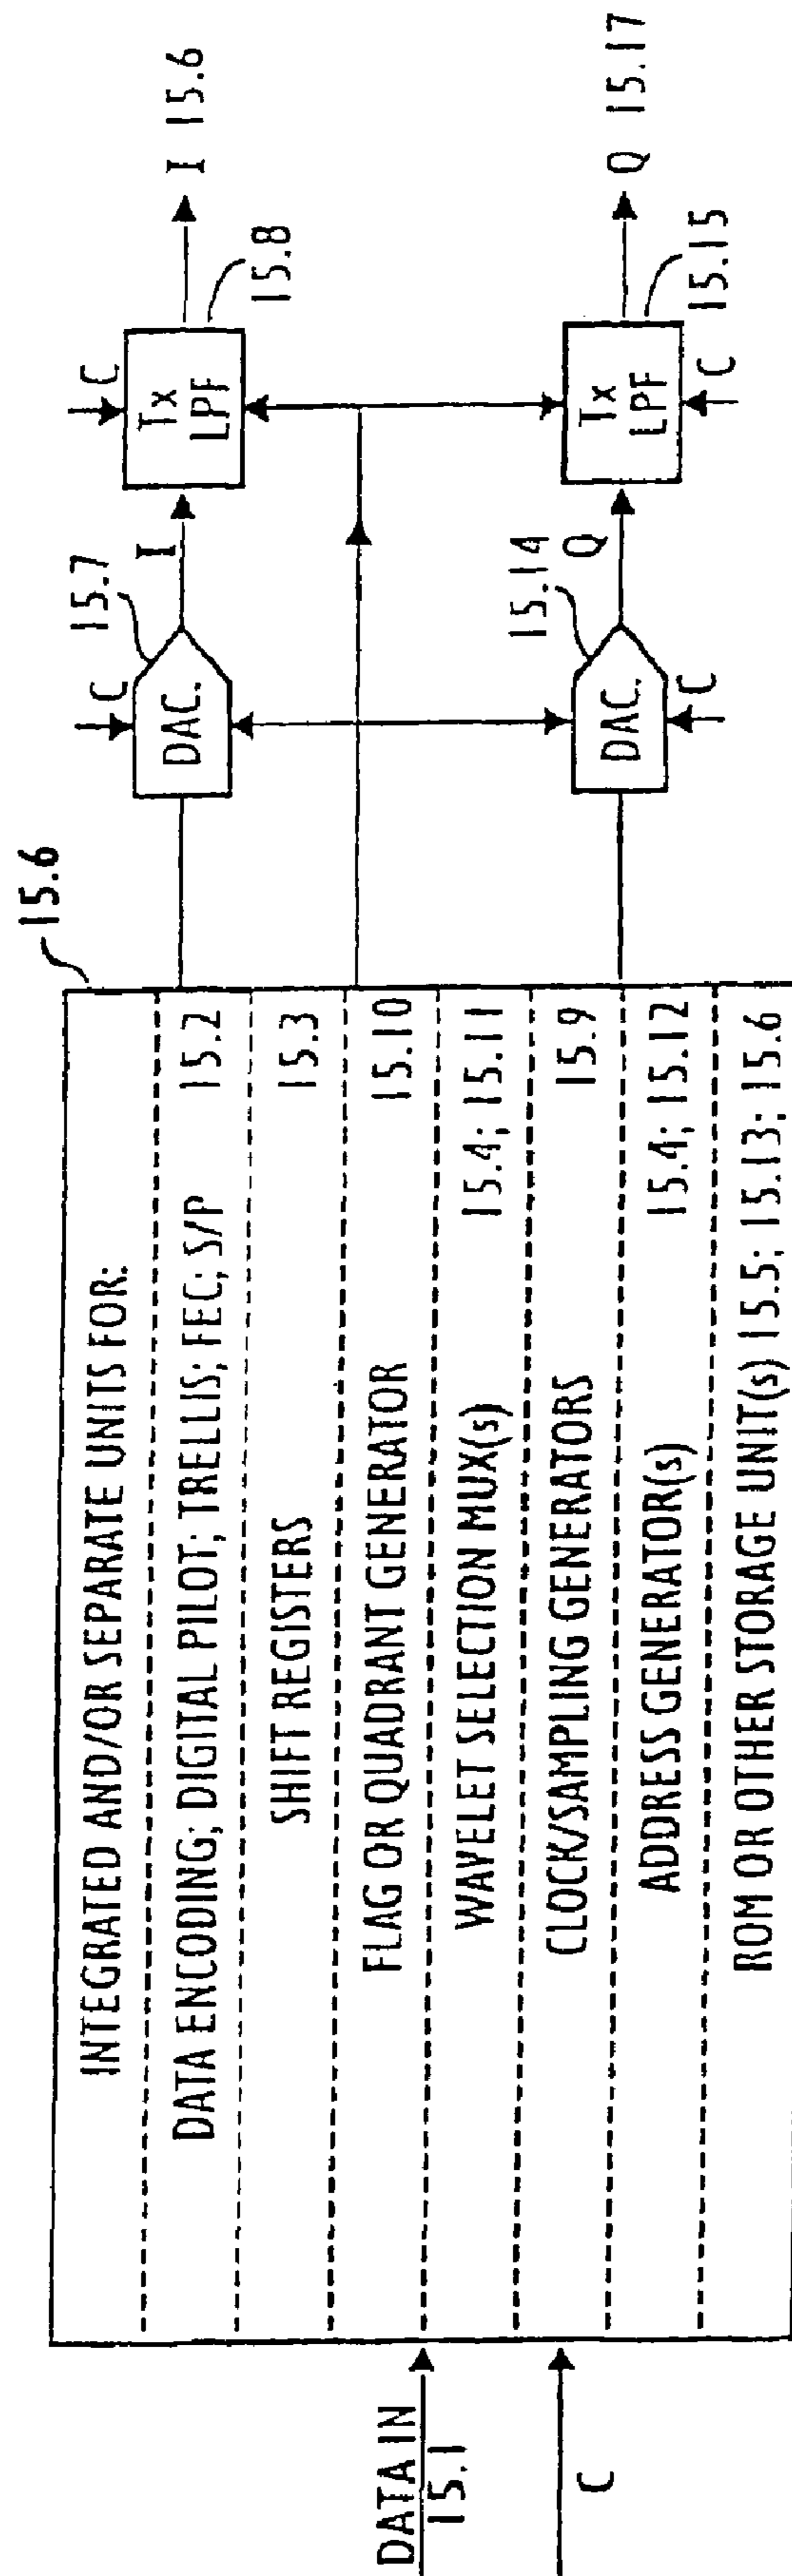 DATA IN
15.1
C
15.6
INTEGRATED AND/OR SEPARATE UNITS FOR:
DATA ENCODING; DIGITAL PILOT; TRELLIS; FEC; S/P 15.2
SHIFT REGISTERS 15.3
FLAG OR QUADRANT GENERATOR 15.10
WAVELET SELECTION MUX(s) 15.4; 15.11
CLOCK/SAMPLING GENERATORS 15.9
ADDRESS GENERATOR(s) 15.4; 15.12
ROM OR OTHER STORAGE UNIT(s) 15.5; 15.13; 15.6
C
15.7
DAC.
I
C
Tx
LPF
15.8
I 15.6
15.14
DAC.
C
Q
Tx
LPF
C
15.15
Q 15.17